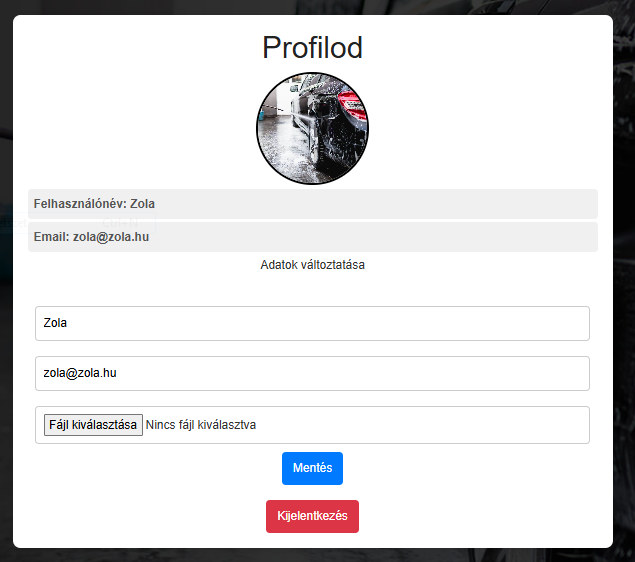 Profilod
Felhasználónév: Zola
Email: zola@zola.hu
Adatok változtatása
Zola
zola@zola.hu
Fájl kiválasztása Nincs fájl kiválasztva
Mentés
Kijelentkezés